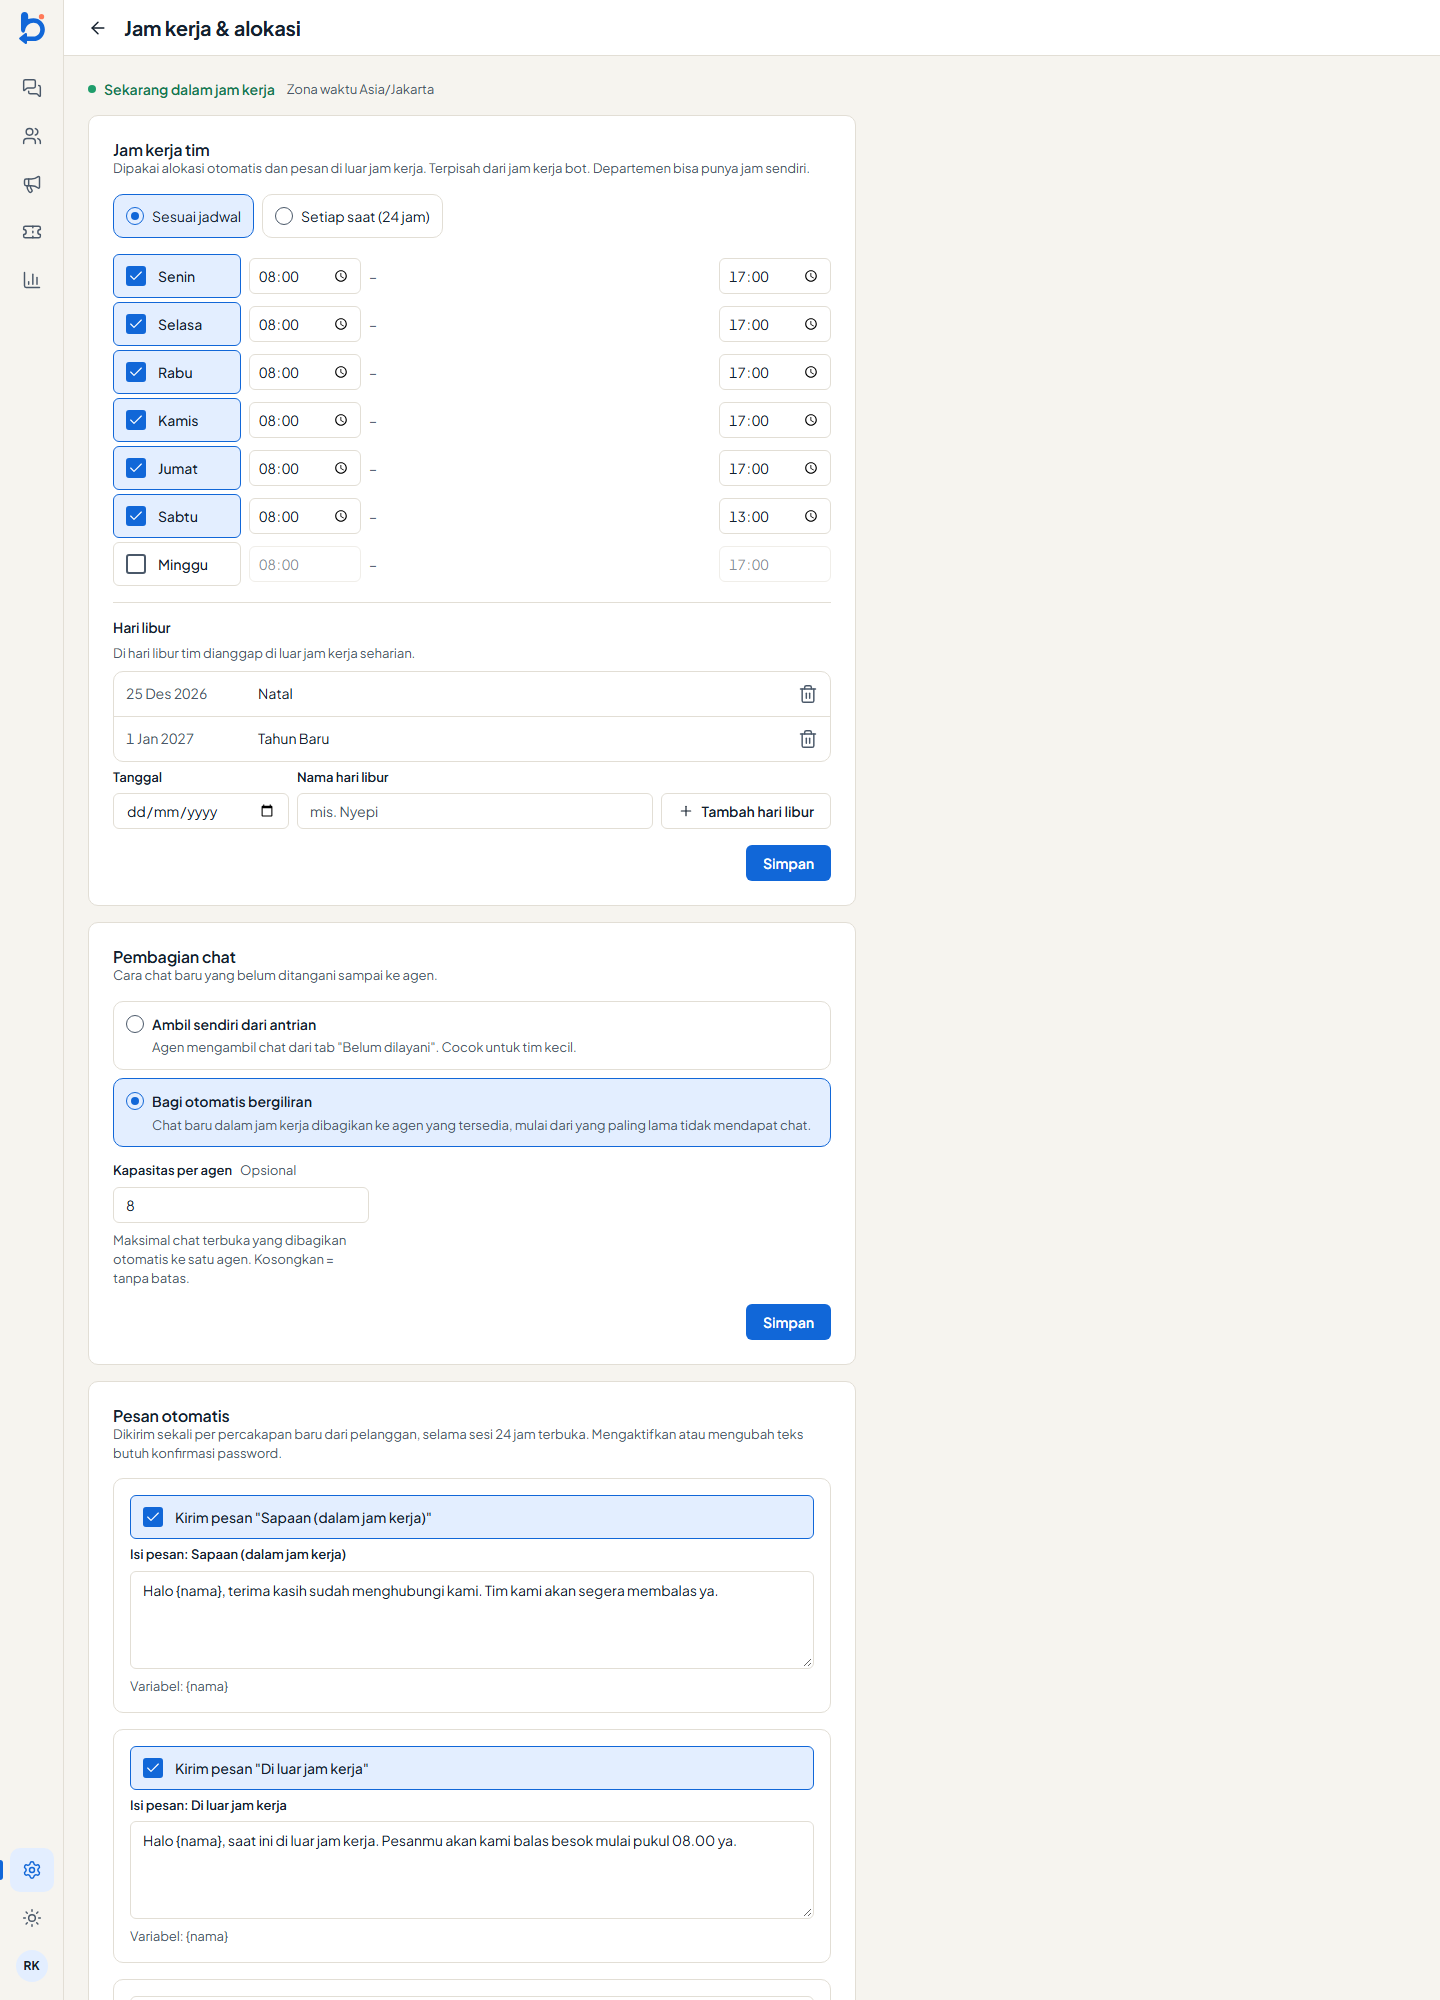 Jam kerja & alokasi
Sekarang dalam jam kerja Zona waktu Asia/Jakarta
Jam kerja tim
Dipakai alokasi otomatis dan pesan di luar jam kerja. Terpisah dari jam kerja bot. Departemen bisa punya jam sendiri.
Sesuai jadwal Setiap saat (24 jam)
Senin 08:00 – 17:00
Selasa 08:00 – 17:00
Rabu 08:00 – 17:00
Kamis 08:00 – 17:00
Jumat 08:00 – 17:00
Sabtu 08:00 – 13:00
Minggu 08:00 – 17:00
Hari libur
Di hari libur tim dianggap di luar jam kerja seharian.
25 Des 2026 Natal
1 Jan 2027 Tahun Baru
Tanggal Nama hari libur
dd/mm/yyyy mis. Nyepi + Tambah hari libur
Simpan
Pembagian chat
Cara chat baru yang belum ditangani sampai ke agen.
Ambil sendiri dari antrian
Agen mengambil chat dari tab "Belum dilayani". Cocok untuk tim kecil.
Bagi otomatis bergiliran
Chat baru dalam jam kerja dibagikan ke agen yang tersedia, mulai dari yang paling lama tidak mendapat chat.
Kapasitas per agen Opsional
8
Maksimal chat terbuka yang dibagikan
otomatis ke satu agen. Kosongkan =
tanpa batas.
Simpan
Pesan otomatis
Dikirim sekali per percakapan baru dari pelanggan, selama sesi 24 jam terbuka. Mengaktifkan atau mengubah teks
butuh konfirmasi password.
Kirim pesan "Sapaan (dalam jam kerja)"
Isi pesan: Sapaan (dalam jam kerja)
Halo {nama}, terima kasih sudah menghubungi kami. Tim kami akan segera membalas ya.
Variabel: {nama}
Kirim pesan "Di luar jam kerja"
Isi pesan: Di luar jam kerja
Halo {nama}, saat ini di luar jam kerja. Pesanmu akan kami balas besok mulai pukul 08.00 ya.
Variabel: {nama}
RK